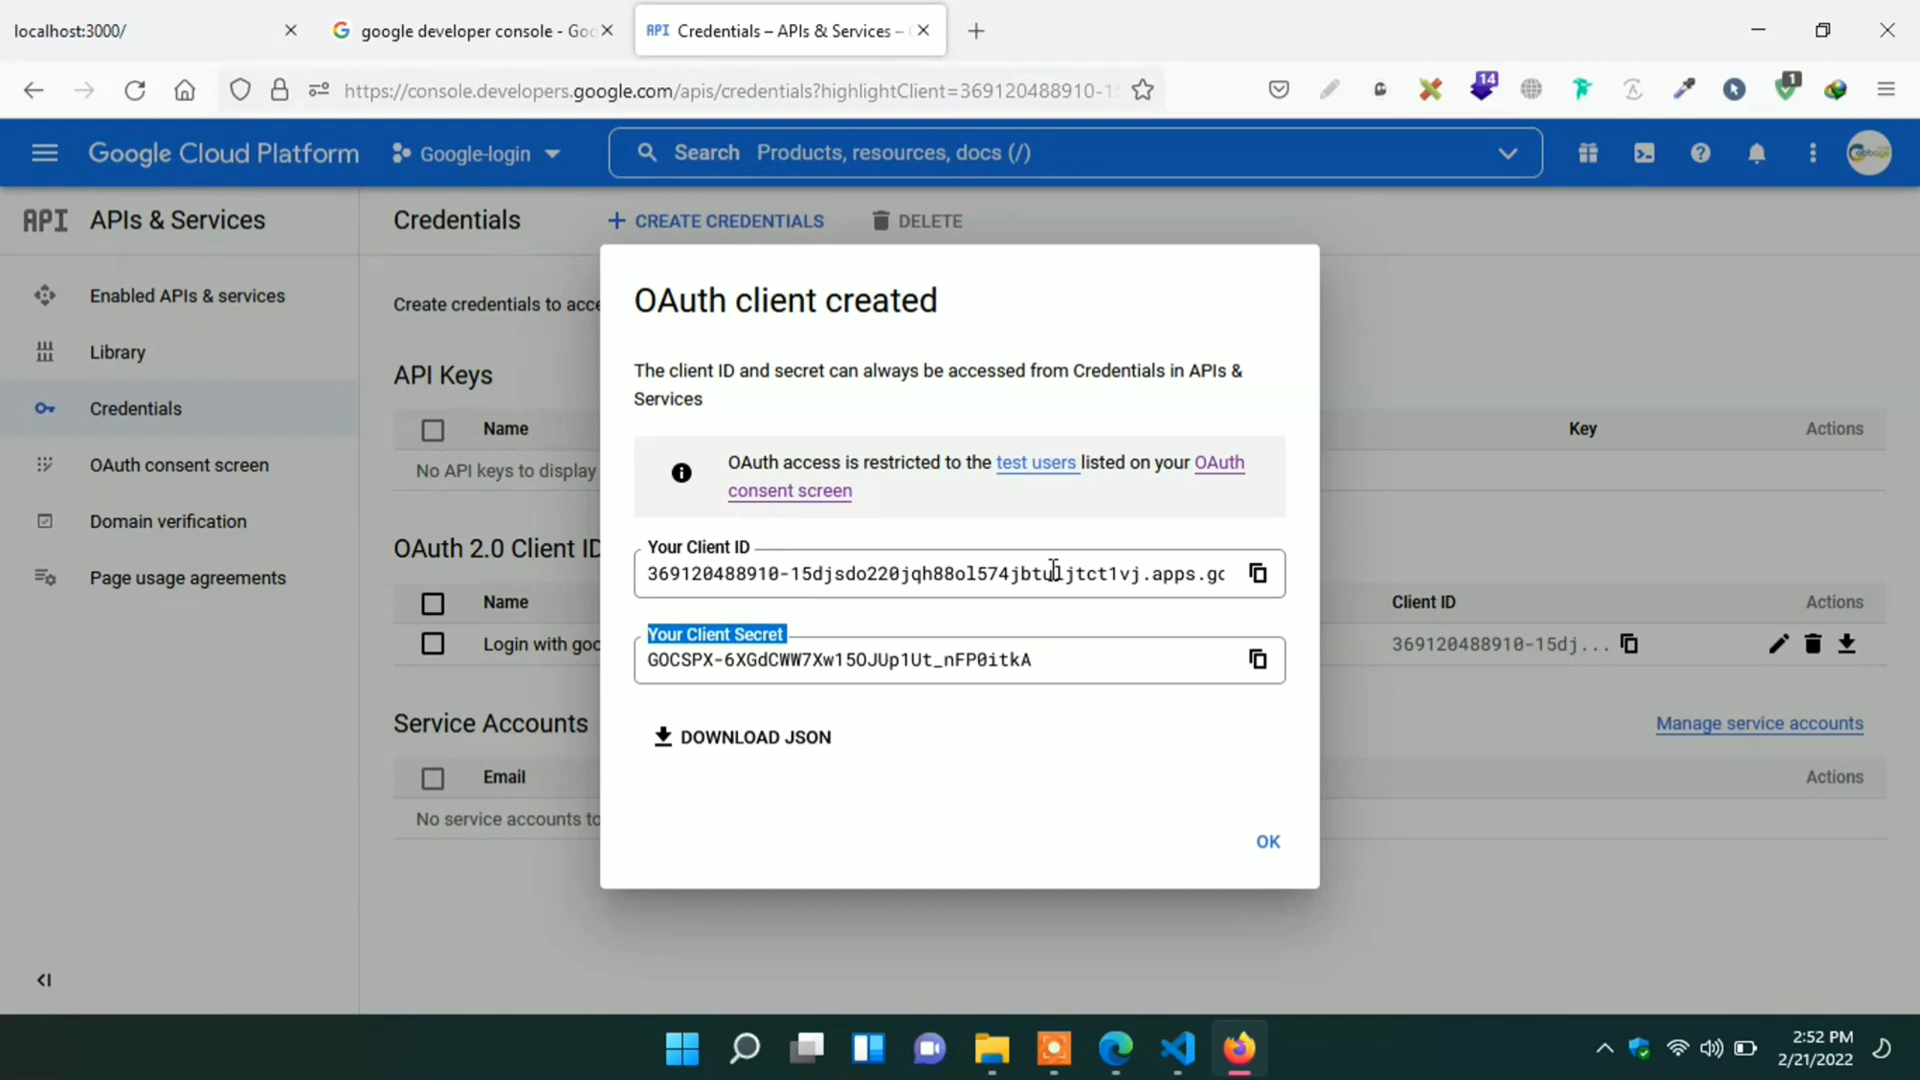 localhost:3000/
google developer console - Goo
API Credentials – APIs & Services –
https://console.developers.google.com/apis/credentials?highlightClient=369120488910-1
14
1
Google Cloud Platform
Google-login
Search Products, resources, docs (/)
API APIs & Services
Credentials
CREATE CREDENTIALS
DELETE
Enabled APIs & services
Library
Credentials
OAuth consent screen
Domain verification
Page usage agreements
Create credentials to acce
API Keys
Name
Key
Actions
No API keys to display
OAuth 2.0 Client ID
Name
Client ID
Actions
Login with goo
369120488910-15dj...
Service Accounts
Manage service accounts
Email
Actions
No service accounts to
OAuth client created
The client ID and secret can always be accessed from Credentials in APIs &
Services
OAuth access is restricted to the test users listed on your OAuth
consent screen
Your Client ID
369120488910-15djsdo220jqh88ol574jbtuljtct1vj.apps.go
Your Client Secret
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
DOWNLOAD JSON
OK
2:52 PM
2/21/2022